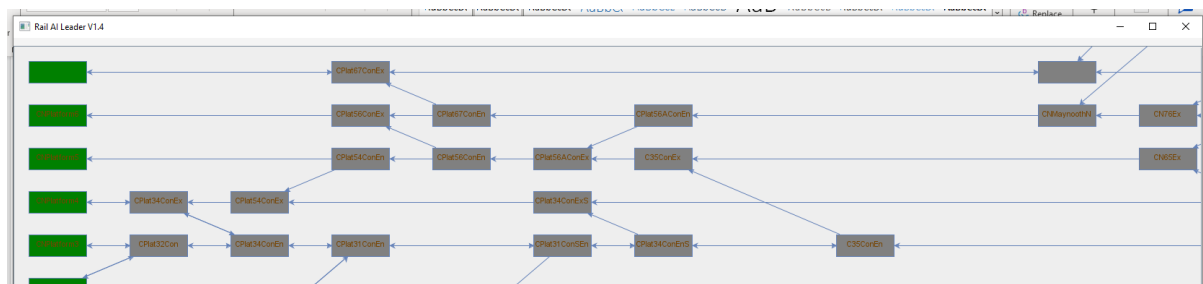 Replace
Rail AI Leader V1.4
CPlat67ConEx
CPlat56ConEx
CPlat67ConEn
CPlat56AConEn
CNMaynoothN
CN76Ex
CPlat54ConEn
CPlat56ConEn
CPlat56AConEx
C35ConEx
CN65Ex
CPlat34ConEx
CPlat54ConEx
CPlat34ConExS
CPlat32Con
CPlat34ConEn
CPlat31ConEn
CPlat31ConSEn
CPlat34ConEnS
C35ConEn